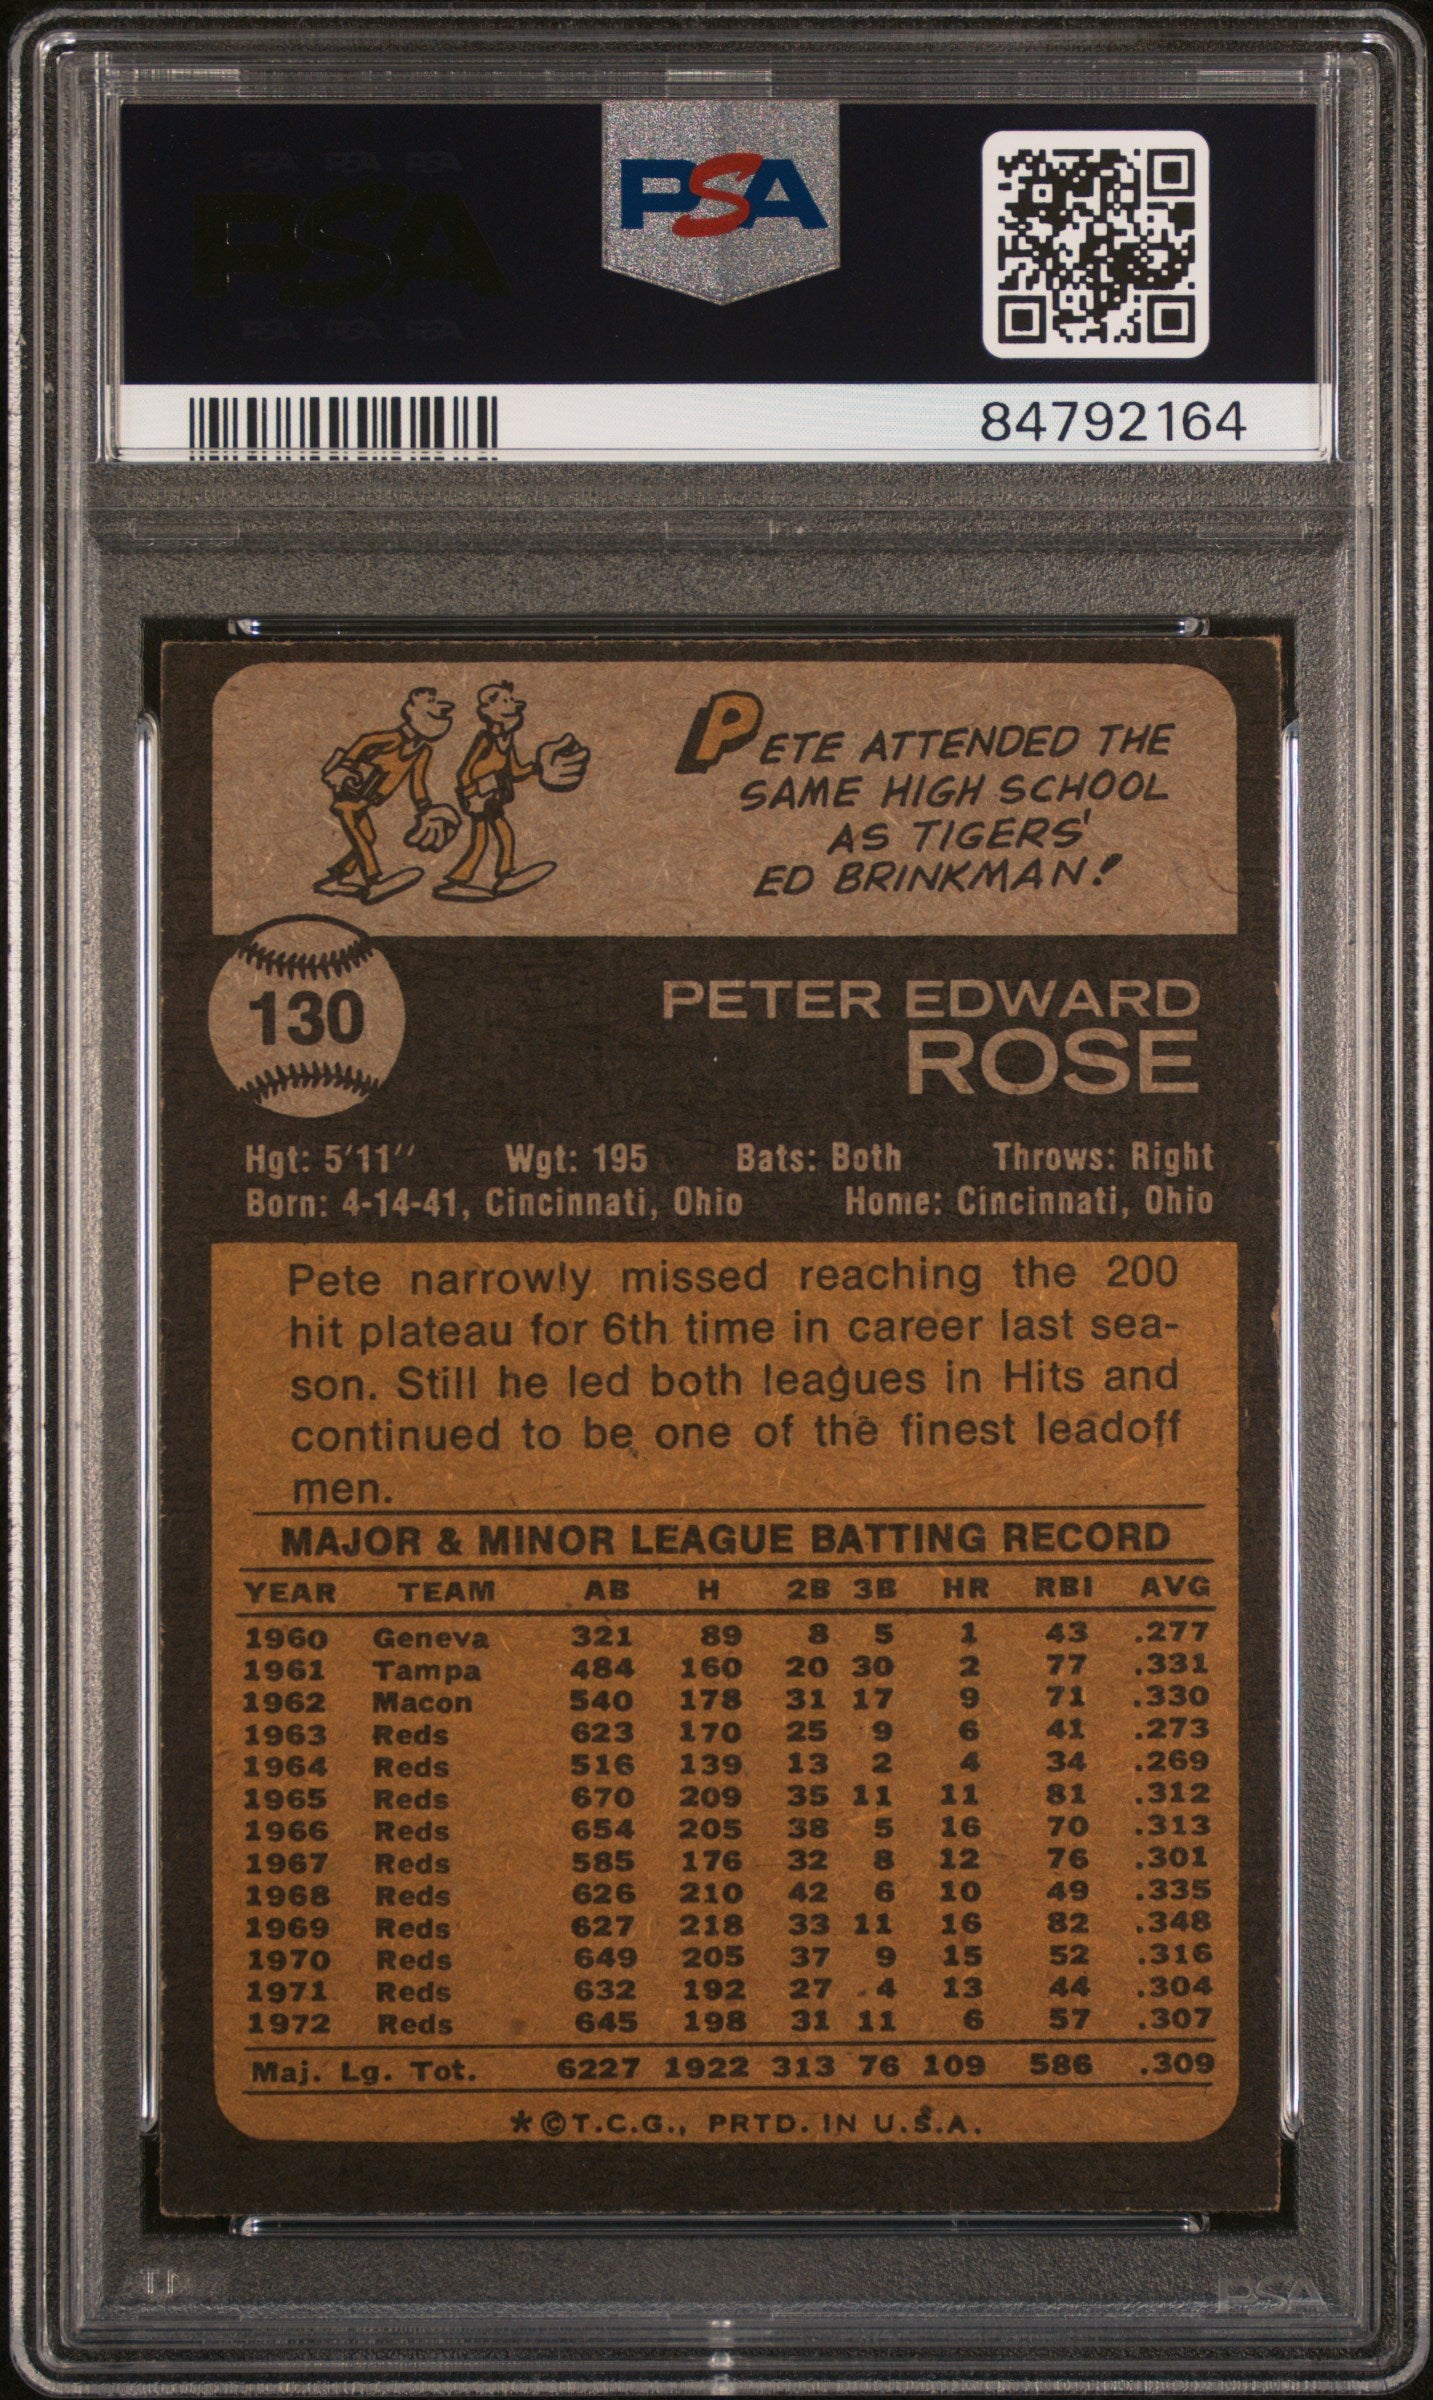 PSA PSA PSA
PSA
PSA PSA PSA
PSA
84792164
PETE ATTENDED THE
SAME HIGH SCHOOL
AS TIGERS'
ED BRINKMAN!
130
PETER EDWARD
ROSE
Hgt: 5'11'' Wgt: 195 Bats: Both Throws: Right
Born: 4-14-41, Cincinnati, Ohio Home: Cincinnati, Ohio
Pete narrowly missed reaching the 200
hit plateau for 6th time in career last sea-
son. Still he led both leagues in Hits and
continued to be one of the finest leadoff
men.
MAJOR & MINOR LEAGUE BATTING RECORD
YEAR TEAM AB H 2B 3B HR RBI AVG
1960 Geneva 321 89 8 5 1 43 .277
1961 Tampa 484 160 20 30 2 77 .331
1962 Macon 540 178 31 17 9 71 .330
1963 Reds 623 170 25 9 6 41 .273
1964 Reds 516 139 13 2 4 34 .269
1965 Reds 670 209 35 11 11 81 .312
1966 Reds 654 205 38 5 16 70 .313
1967 Reds 585 176 32 8 12 76 .301
1968 Reds 626 210 42 6 10 49 .335
1969 Reds 627 218 33 11 16 82 .348
1970 Reds 649 205 37 9 15 52 .316
1971 Reds 632 192 27 4 13 44 .304
1972 Reds 645 198 31 11 6 57 .307
Maj. Lg. Tot. 6227 1922 313 76 109 586 .309
*©T.C.G., PRTD. IN U.S.A.
PSA